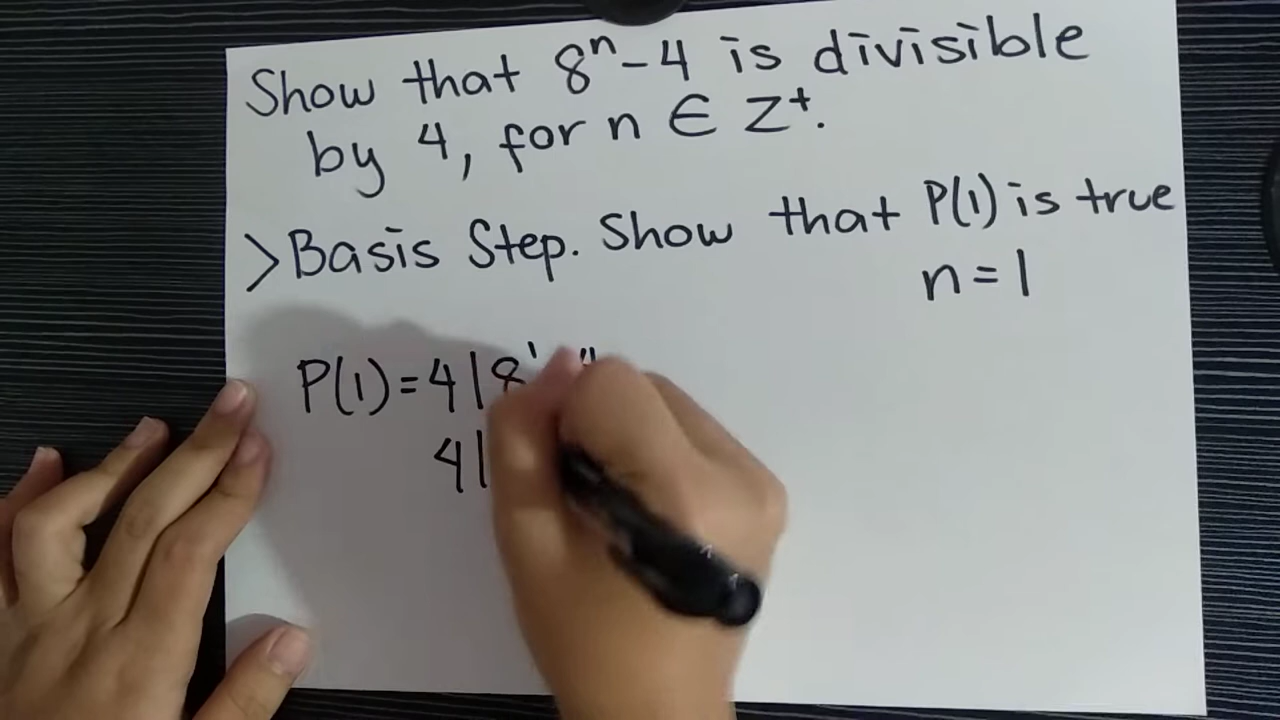 Show that 8ⁿ-4 is divisible
by 4, for n ∈ Z⁺.
>Basis Step. Show that P(1) is true
n=1
P(1)=4|8¹ 4
4|